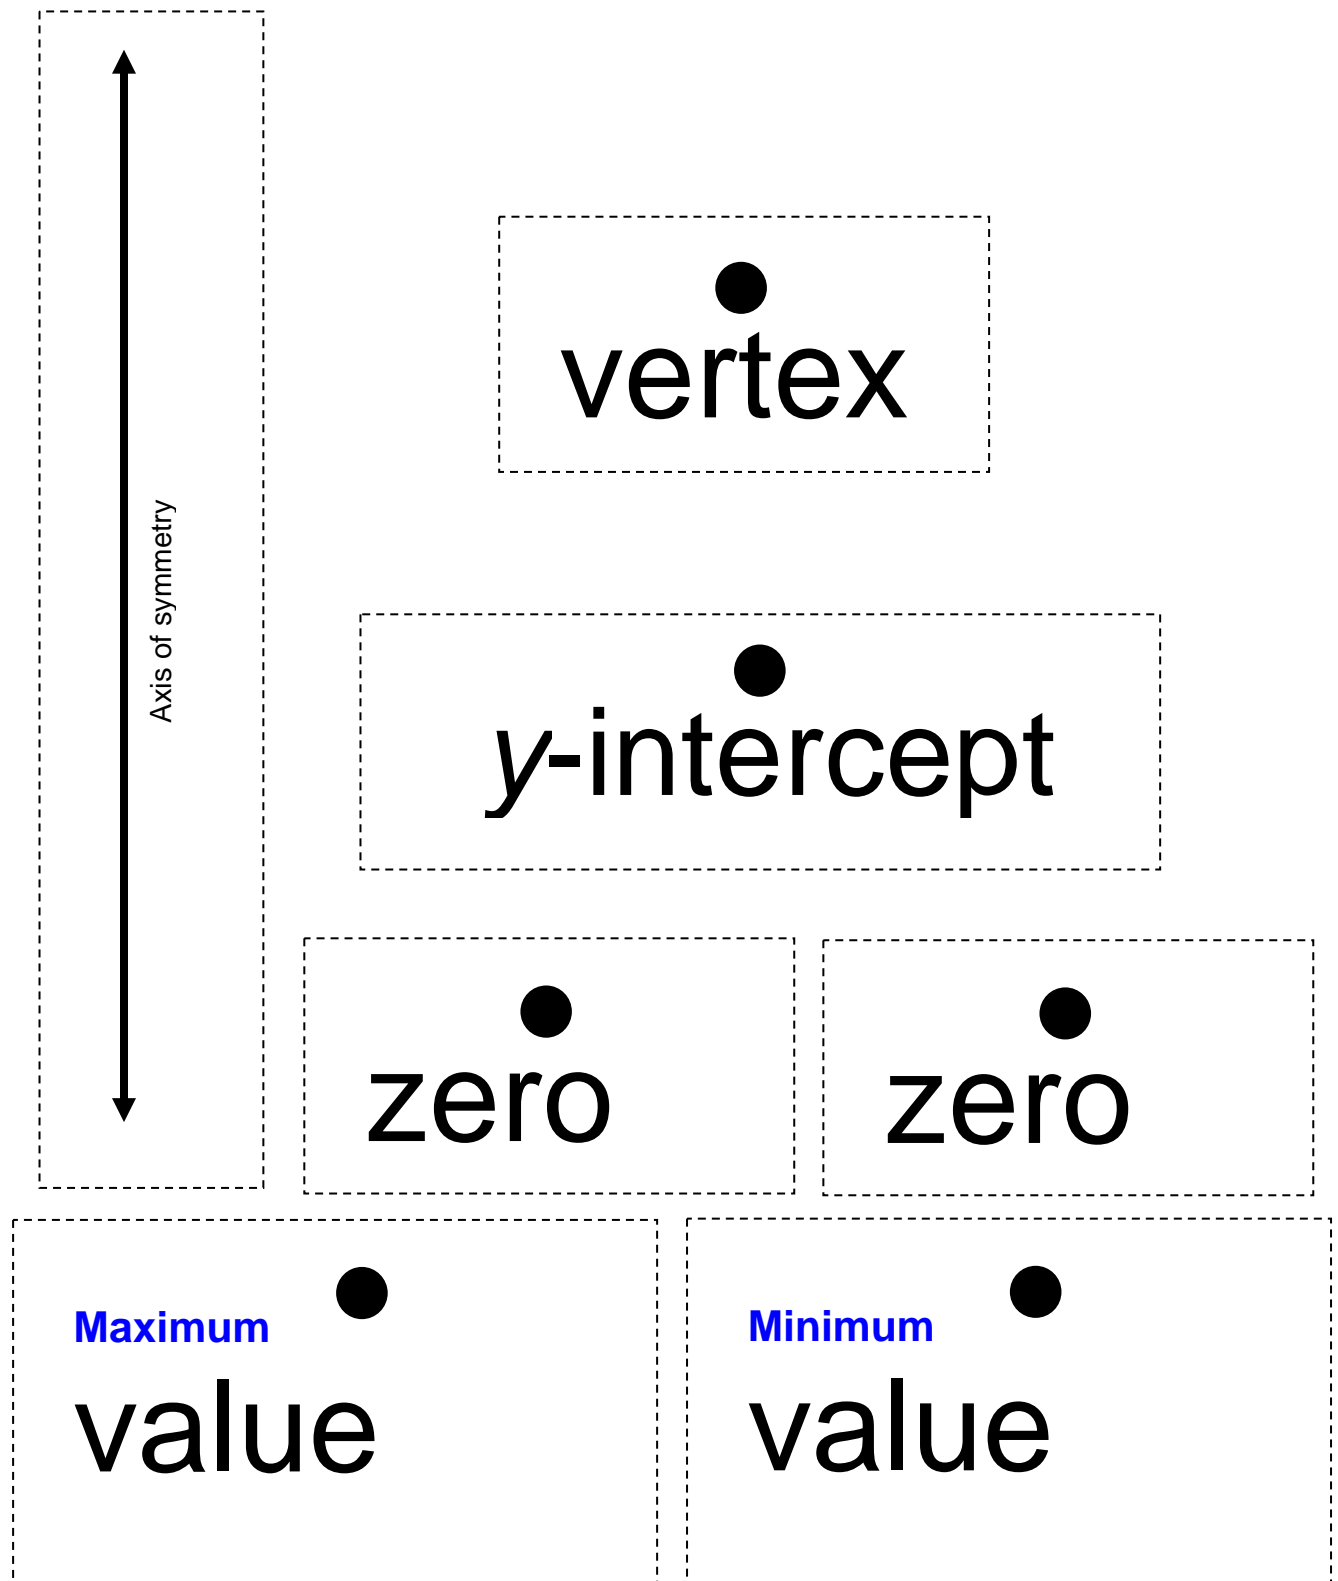 Axis of symmetry
vertex
y-intercept
zero
zero
Maximum
value
Minimum
value